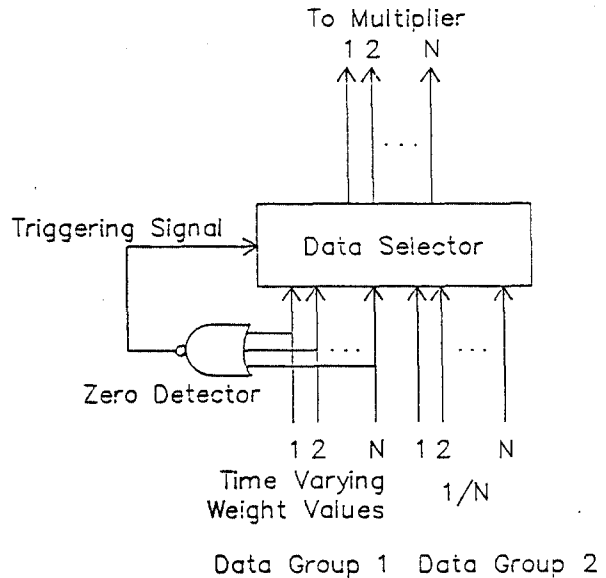 To Multiplier
1 2 N
. . .
Triggering Signal
Data Selector
. . . . . .
Zero Detector
1 2 N 1 2 N
Time Varying
Weight Values
1/N
Data Group 1 Data Group 2